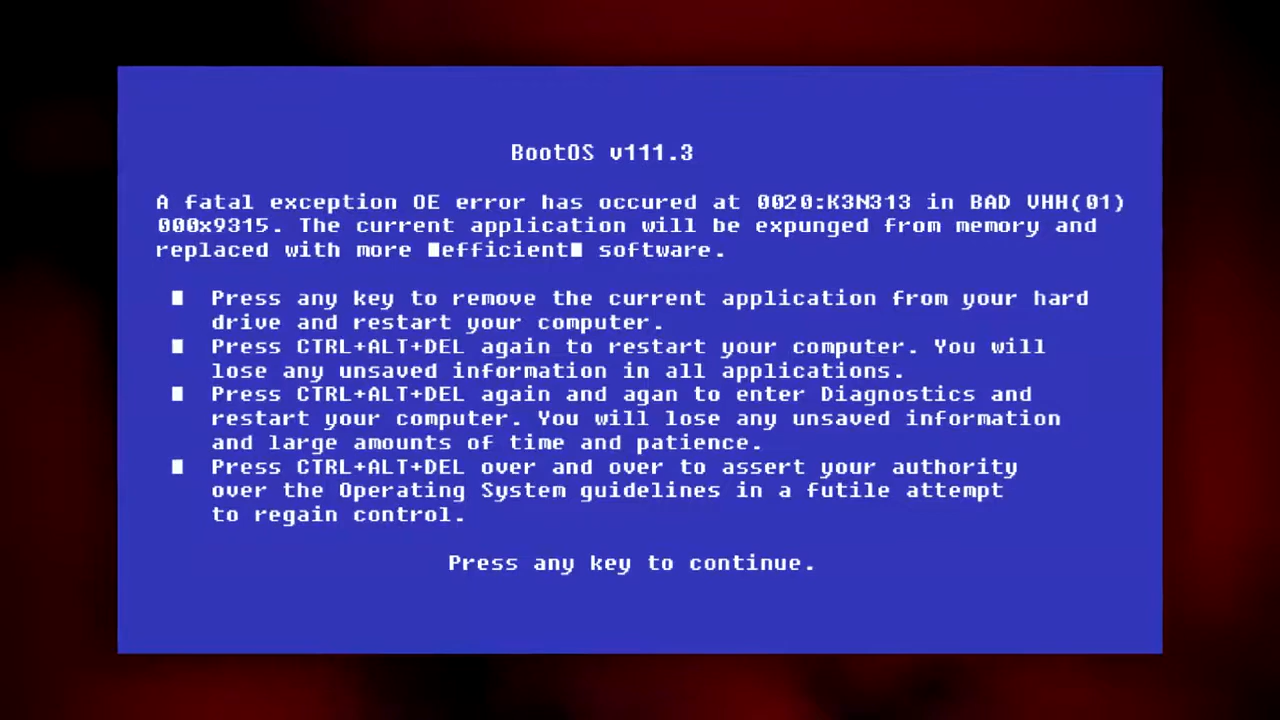 BootOS v111.3
A fatal exception OE error has occured at 0020:K3N313 in BAD VHH(01)
000x9315. The current application will be expunged from memory and
replaced with more ■efficient■ software.
■ Press any key to remove the current application from your hard
drive and restart your computer.
■ Press CTRL+ALT+DEL again to restart your computer. You will
lose any unsaved information in all applications.
■ Press CTRL+ALT+DEL again and agan to enter Diagnostics and
restart your computer. You will lose any unsaved information
and large amounts of time and patience.
■ Press CTRL+ALT+DEL over and over to assert your authority
over the Operating System guidelines in a futile attempt
to regain control.
Press any key to continue.